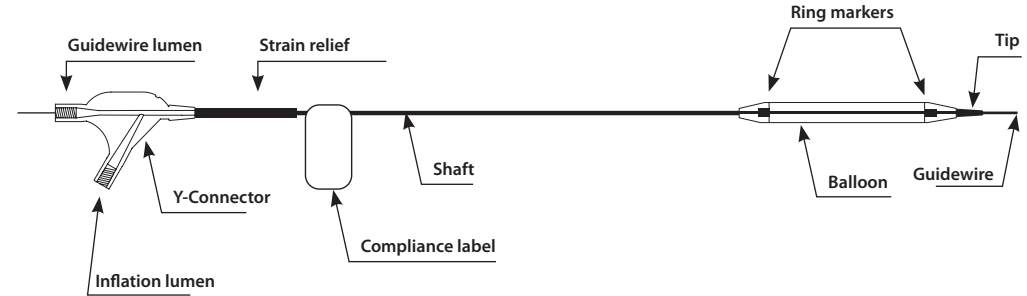 Ring markers
Tip
Guidewire lumen
Strain relief
Shaft
Balloon
Guidewire
Y-Connector
Compliance label
Inflation lumen